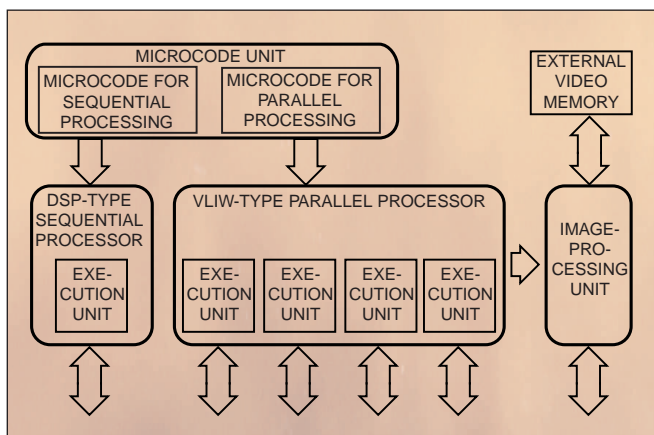 MICROCODE UNIT
MICROCODE FOR
SEQUENTIAL
PROCESSING
MICROCODE FOR
PARALLEL
PROCESSING
EXTERNAL
VIDEO
MEMORY
DSP-TYPE
SEQUENTIAL
PROCESSOR
EXE-
CUTION
UNIT
VLIW-TYPE PARALLEL PROCESSOR
EXE-
CUTION
UNIT
EXE-
CUTION
UNIT
EXE-
CUTION
UNIT
EXE-
CUTION
UNIT
IMAGE-
PRO-
CESSING
UNIT